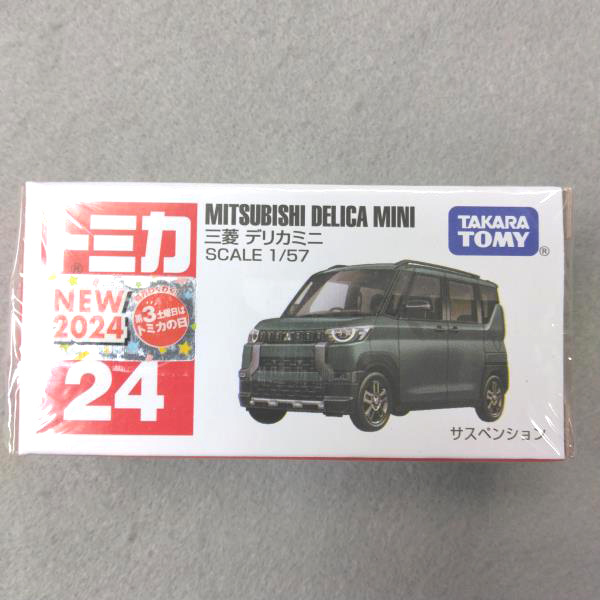 トミカ
MITSUBISHI DELICA MINI
三菱 デリカミニ
SCALE 1/57
TAKARA
TOMY
®
NEW
2024
第3土曜日は
トミカの日
24
サスペンション